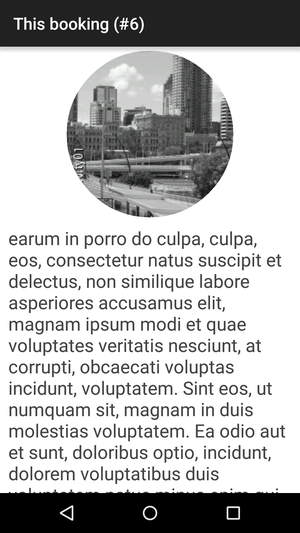 This booking (#6)
earum in porro do culpa, culpa,
eos, consectetur natus suscipit et
delectus, non similique labore
asperiores accusamus elit,
magnam ipsum modi et quae
voluptates veritatis nesciunt, at
corrupti, obcaecati voluptas
incidunt, voluptatem. Sint eos, ut
numquam sit, magnam in duis
molestias voluptatem. Ea odio aut
et sunt, doloribus optio, incidunt,
dolorem voluptatibus duis